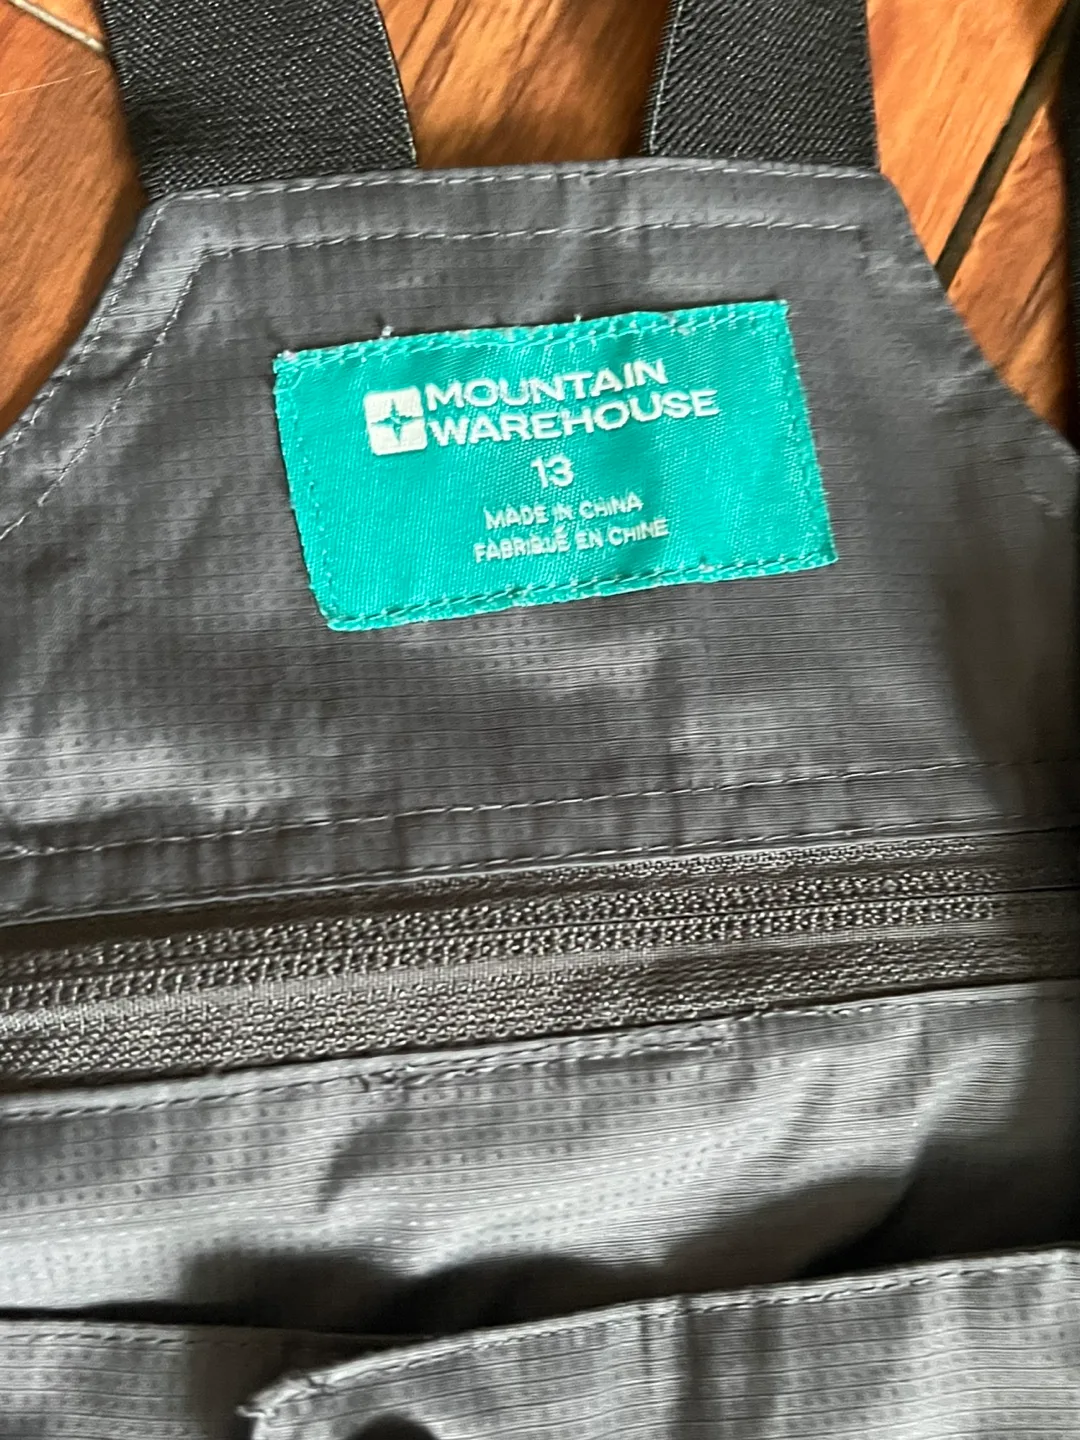 MOUNTAIN
WAREHOUSE
13
MADE IN CHINA
FABRIQUÉ EN CHINE